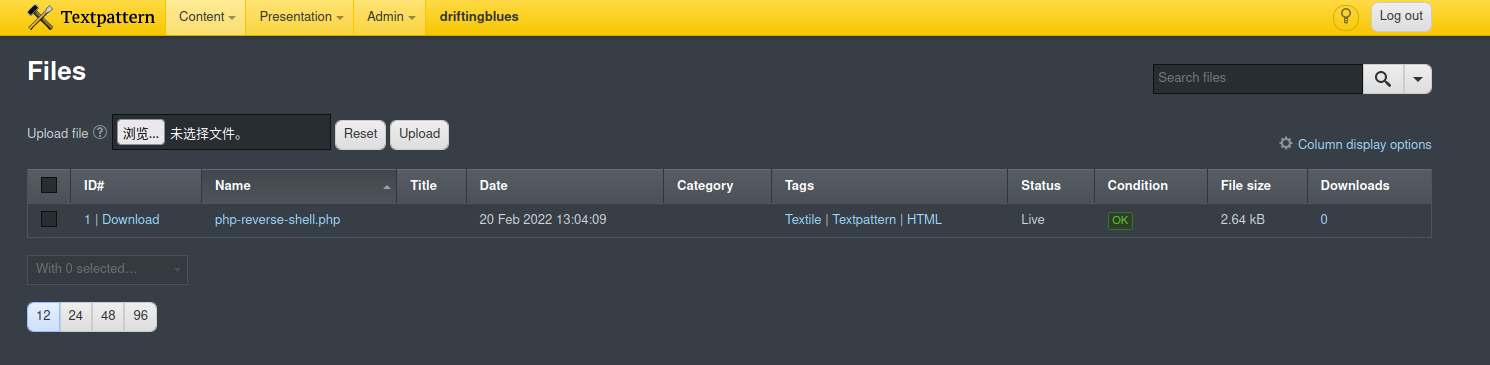 Textpattern Content Presentation Admin driftingblues Log out
Files
Search files
Upload file ? 浏览... 未选择文件。 Reset Upload
Column display options
ID# Name Title Date Category Tags Status Condition File size Downloads
1 | Download php-reverse-shell.php 20 Feb 2022 13:04:09 Textile | Textpattern | HTML Live OK 2.64 kB 0
With 0 selected...
12 24 48 96